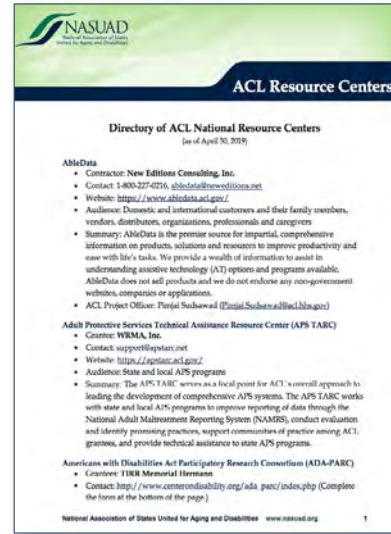 NASUAD
National Association of States
United for Aging and Disabilities
ACL Resource Centers
Directory of ACL National Resource Centers
(as of April 30, 2019)
AbleData
• Contractor: New Editions Consulting, Inc.
• Contact: 1-800-227-0216, abledata@neweditions.net
• Website: https://www.abledata.acl.gov/
• Audience: Domestic and international customers and their family members,
vendors, distributors, organizations, professionals and caregivers
• Summary: AbleData is the premier source for impartial, comprehensive
information on products, solutions and resources to improve productivity and
ease with life's tasks. We provide a wealth of information to assist in
understanding assistive technology (AT) options and programs available.
AbleData does not sell products and we do not endorse any non-government
websites, companies or applications.
• ACL Project Officer: Pimjai Sudsawad (Pimjai.Sudsawad@acl.hhs.gov)
Adult Protective Services Technical Assistance Resource Center (APS TARC)
• Grantee: WRMA, Inc.
• Contact: support@apstarc.net
• Website: https://apstarc.acl.gov/
• Audience: State and local APS programs
• Summary: The APS TARC serves as a focal point for ACL's overall approach to
leading the development of comprehensive APS systems. The APS TARC works
with state and local APS programs to improve reporting of data through the
National Adult Maltreatment Reporting System (NAMRS), conduct evaluation
and identify promising practices, support communities of practice among ACL
grantees, and provide technical assistance to state APS programs.
Americans with Disabilities Act Participatory Research Consortium (ADA-PARC)
• Grantees: TIRR Memorial Hermann
• Contact: http://www.centerondisability.org/ada_parc/index.php (Complete
the form at the bottom of the page.)
National Association of States United for Aging and Disabilities www.nasuad.org 1